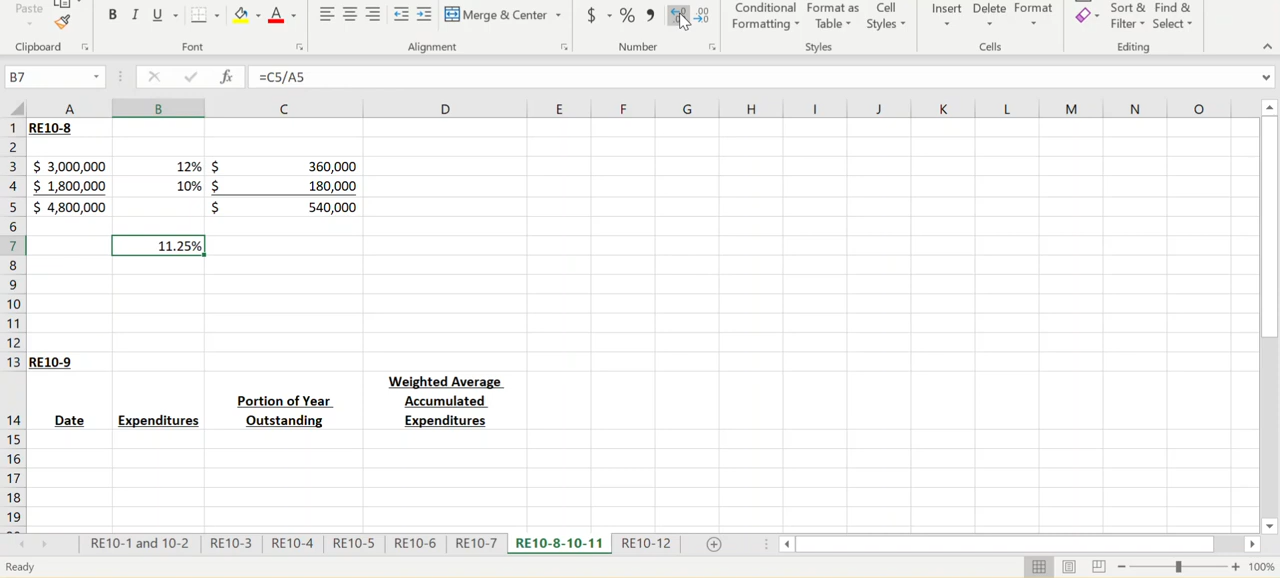 Paste
B I U A
Merge & Center
$ % ,
Conditional Formatting
Format as Table
Cell Styles
Insert Delete Format
Sort & Filter
Find & Select
Clipboard Font Alignment Number Styles Cells Editing
B7 fx =C5/A5
A B C D E F G H I J K L M N O
1 RE10-8
2
3 $ 3,000,000 12% $ 360,000
4 $ 1,800,000 10% $ 180,000
5 $ 4,800,000 $ 540,000
6
7 11.25%
8
9
10
11
12
13 RE10-9
Weighted Average
Portion of Year Accumulated
14 Date Expenditures Outstanding Expenditures
15
16
17
18
19
RE10-1 and 10-2 RE10-3 RE10-4 RE10-5 RE10-6 RE10-7 RE10-8-10-11 RE10-12
Ready 100%